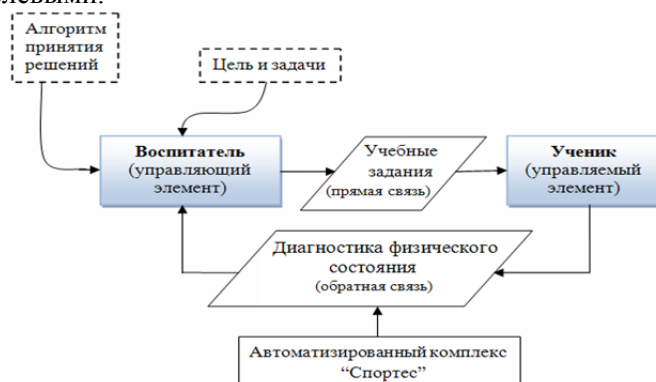 Алгоритм
принятия
решений
Цель и задачи
Воспитатель
(управляющий
элемент)
Учебные
задания
(прямая связь)
Ученик
(управляемый
элемент)
Диагностика физического
состояния
(обратная связь)
Автоматизированный комплекс
“Спортес”